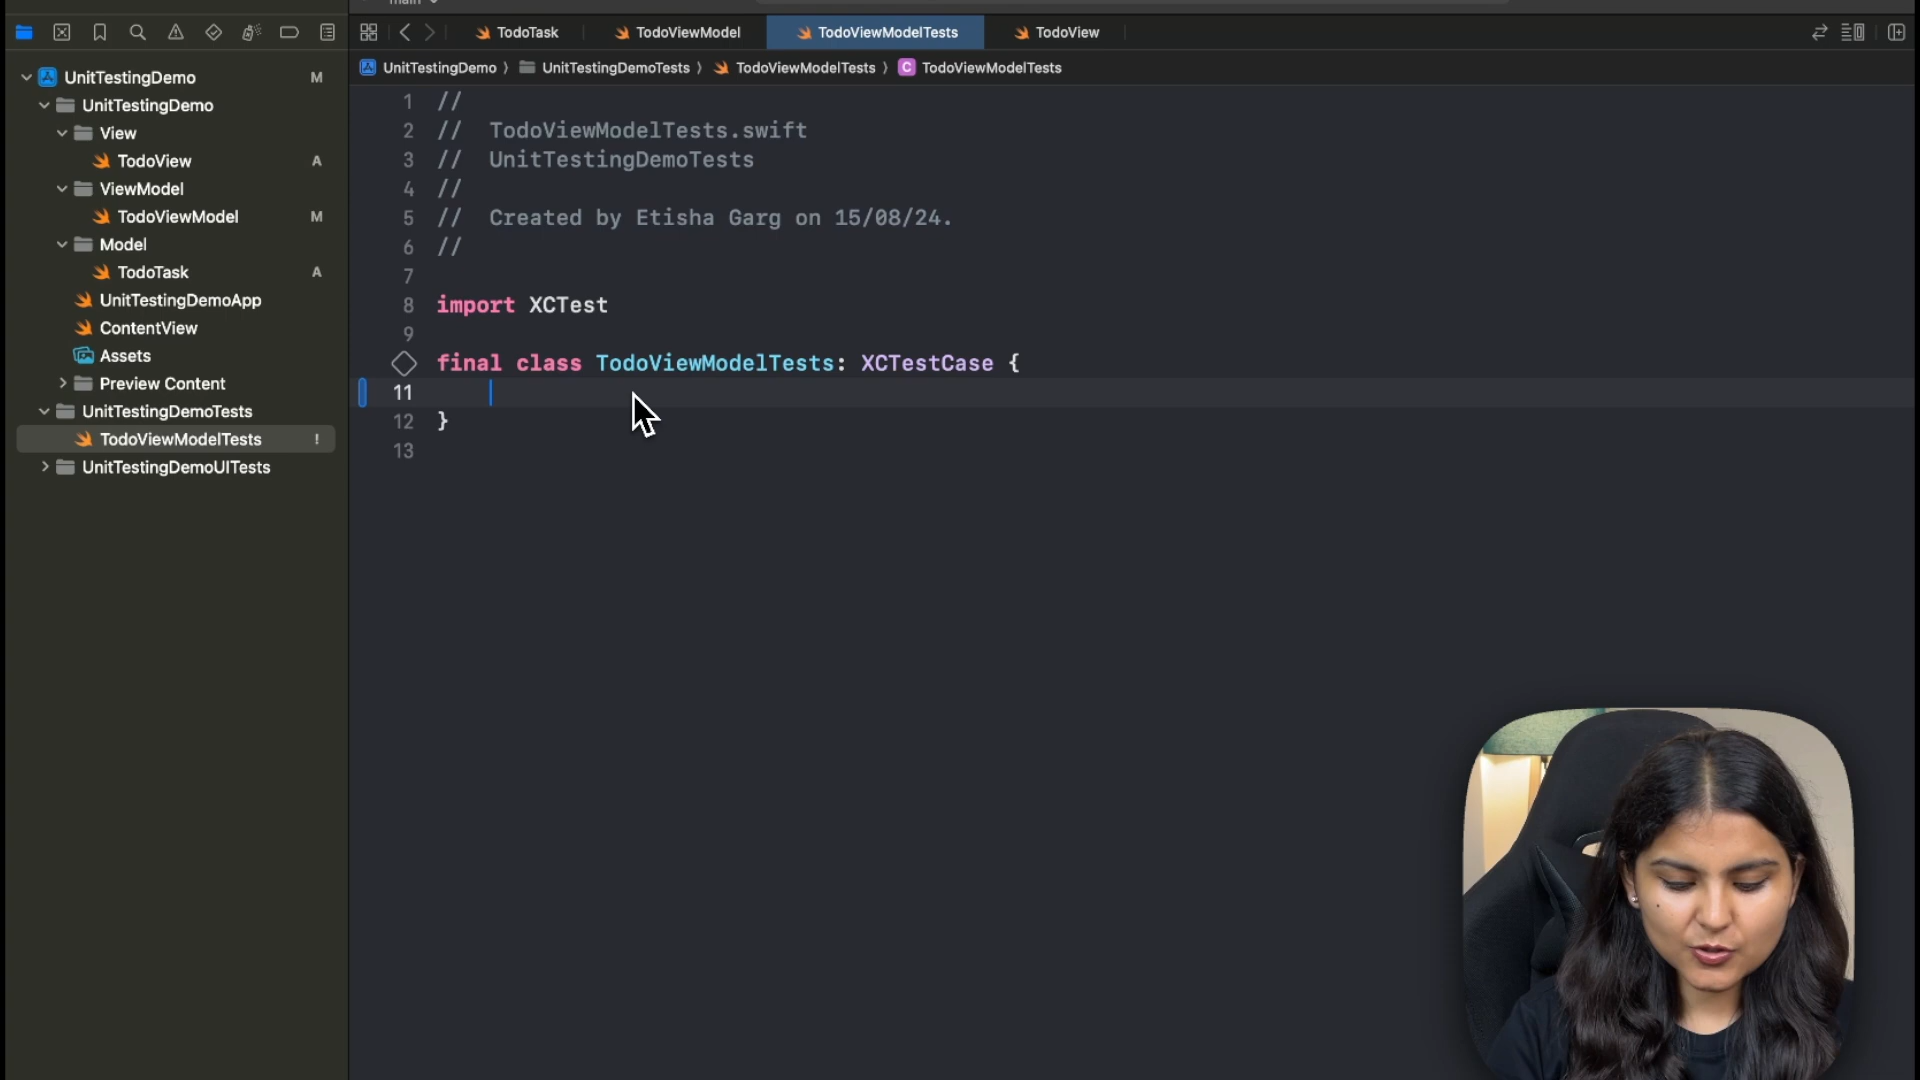 main
TodoTask
TodoViewModel
TodoViewModelTests
TodoView
UnitTestingDemo
UnitTestingDemoTests
TodoViewModelTests
C TodoViewModelTests
UnitTestingDemo M
UnitTestingDemo
View
TodoView A
ViewModel
TodoViewModel M
Model
TodoTask A
UnitTestingDemoApp
ContentView
Assets
Preview Content
UnitTestingDemoTests
TodoViewModelTests !
UnitTestingDemoUITests
1 //
2 //  TodoViewModelTests.swift
3 //  UnitTestingDemoTests
4 //
5 //  Created by Etisha Garg on 15/08/24.
6 //
7
8 import XCTest
9
final class TodoViewModelTests: XCTestCase {
11
12 }
13